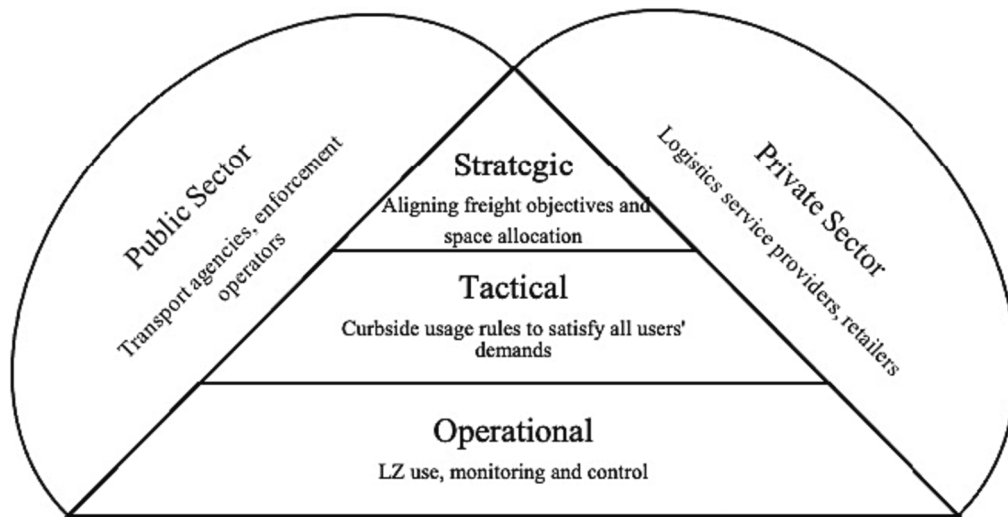 Public Sector
Transport agencies, enforcement
operators
Strategic
Aligning freight objectives and
space allocation
Tactical
Curbside usage rules to satisfy all users'
demands
Operational
LZ use, monitoring and control
Private Sector
Logistics service providers, retailers